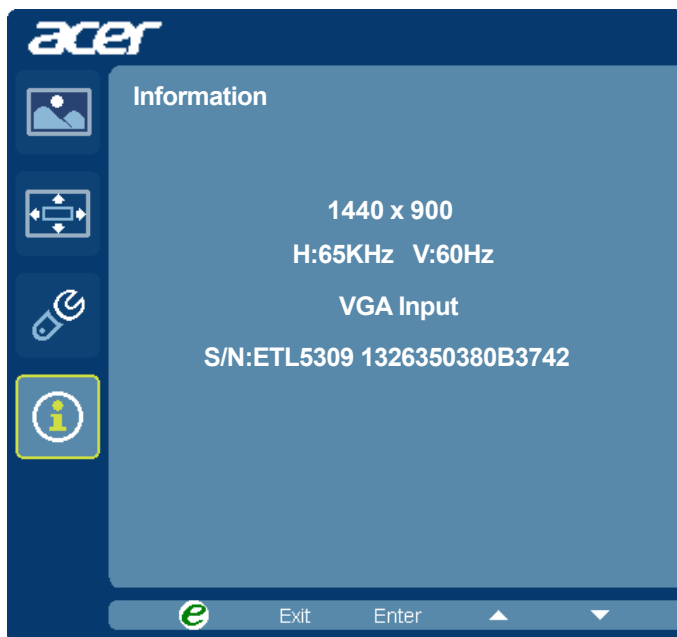 acer
Information
1440 x 900
H:65KHz V:60Hz
VGA Input
S/N:ETL5309 1326350380B3742
e Exit Enter